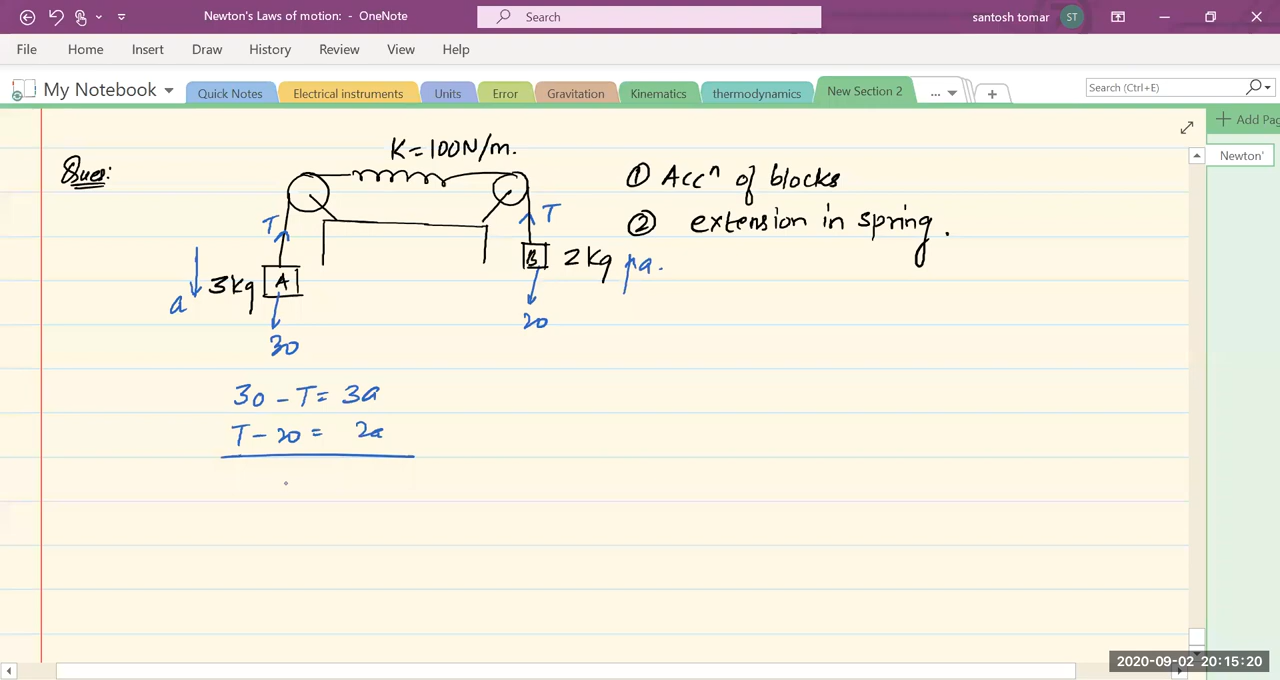 Newton's Laws of motion: - OneNote
Search
santosh tomar
ST
File Home Insert Draw History Review View Help
My Notebook
Quick Notes
Electrical instruments
Units
Error
Gravitation
Kinematics
thermodynamics
New Section 2
...
Search (Ctrl+E)
Add Pag
Newton'
Ques:
K=100N/m.
① Accⁿ of blocks
② extension in spring.
T
T
3kg
A
B
2kg
a
30
20
30 - T = 3a
T - 20 = 2a
2020-09-02 20:15:20